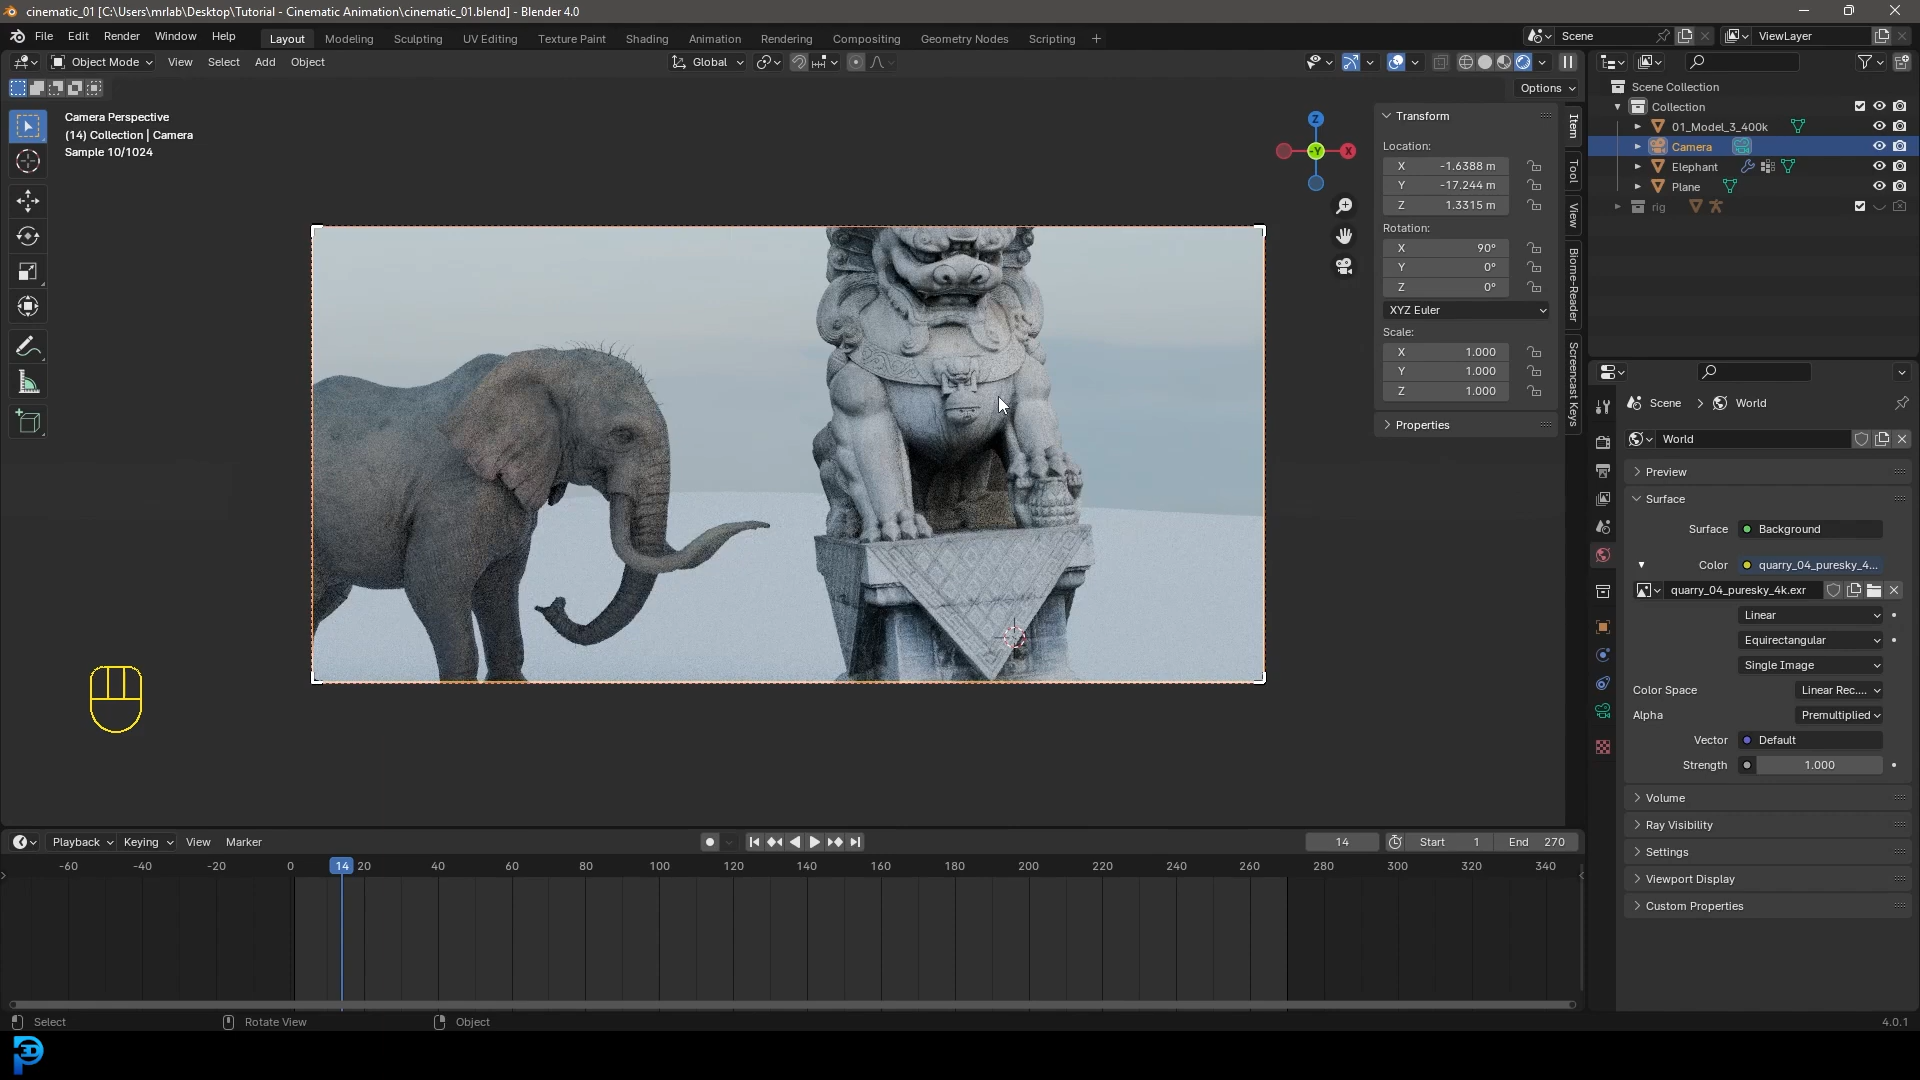 cinematic_01 [C:\Users\mrlab\Desktop\Tutorial - Cinematic Animation\cinematic_01.blend] - Blender 4.0
File Edit Render Window Help Layout Modeling Sculpting UV Editing Texture Paint Shading Animation Rendering Compositing Geometry Nodes Scripting + Scene ViewLayer
Object Mode View Select Add Object Global
Options
Camera Perspective
(14) Collection | Camera
Sample 10/1024
Z
-Y
X
Transform
Location:
X -1.6388 m
Y -17.244 m
Z 1.3315 m
Rotation:
X 90°
Y 0°
Z 0°
XYZ Euler
Scale:
X 1.000
Y 1.000
Z 1.000
Properties
Item
Tool
View
Biome-Reader
Screencast Keys
Scene Collection
Collection
01_Model_3_400k
Camera
Elephant
Plane
rig
Scene > World
World
Preview
Surface
Surface Background
Color quarry_04_puresky_4...
quarry_04_puresky_4k.exr
Linear
Equirectangular
Single Image
Color Space Linear Rec....
Alpha Premultiplied
Vector Default
Strength 1.000
Volume
Ray Visibility
Settings
Viewport Display
Custom Properties
Playback Keying View Marker 14 Start 1 End 270
-60 -40 -20 0 14 20 40 60 80 100 120 140 160 180 200 220 240 260 280 300 320 340
Select Rotate View Object 4.0.1
3D